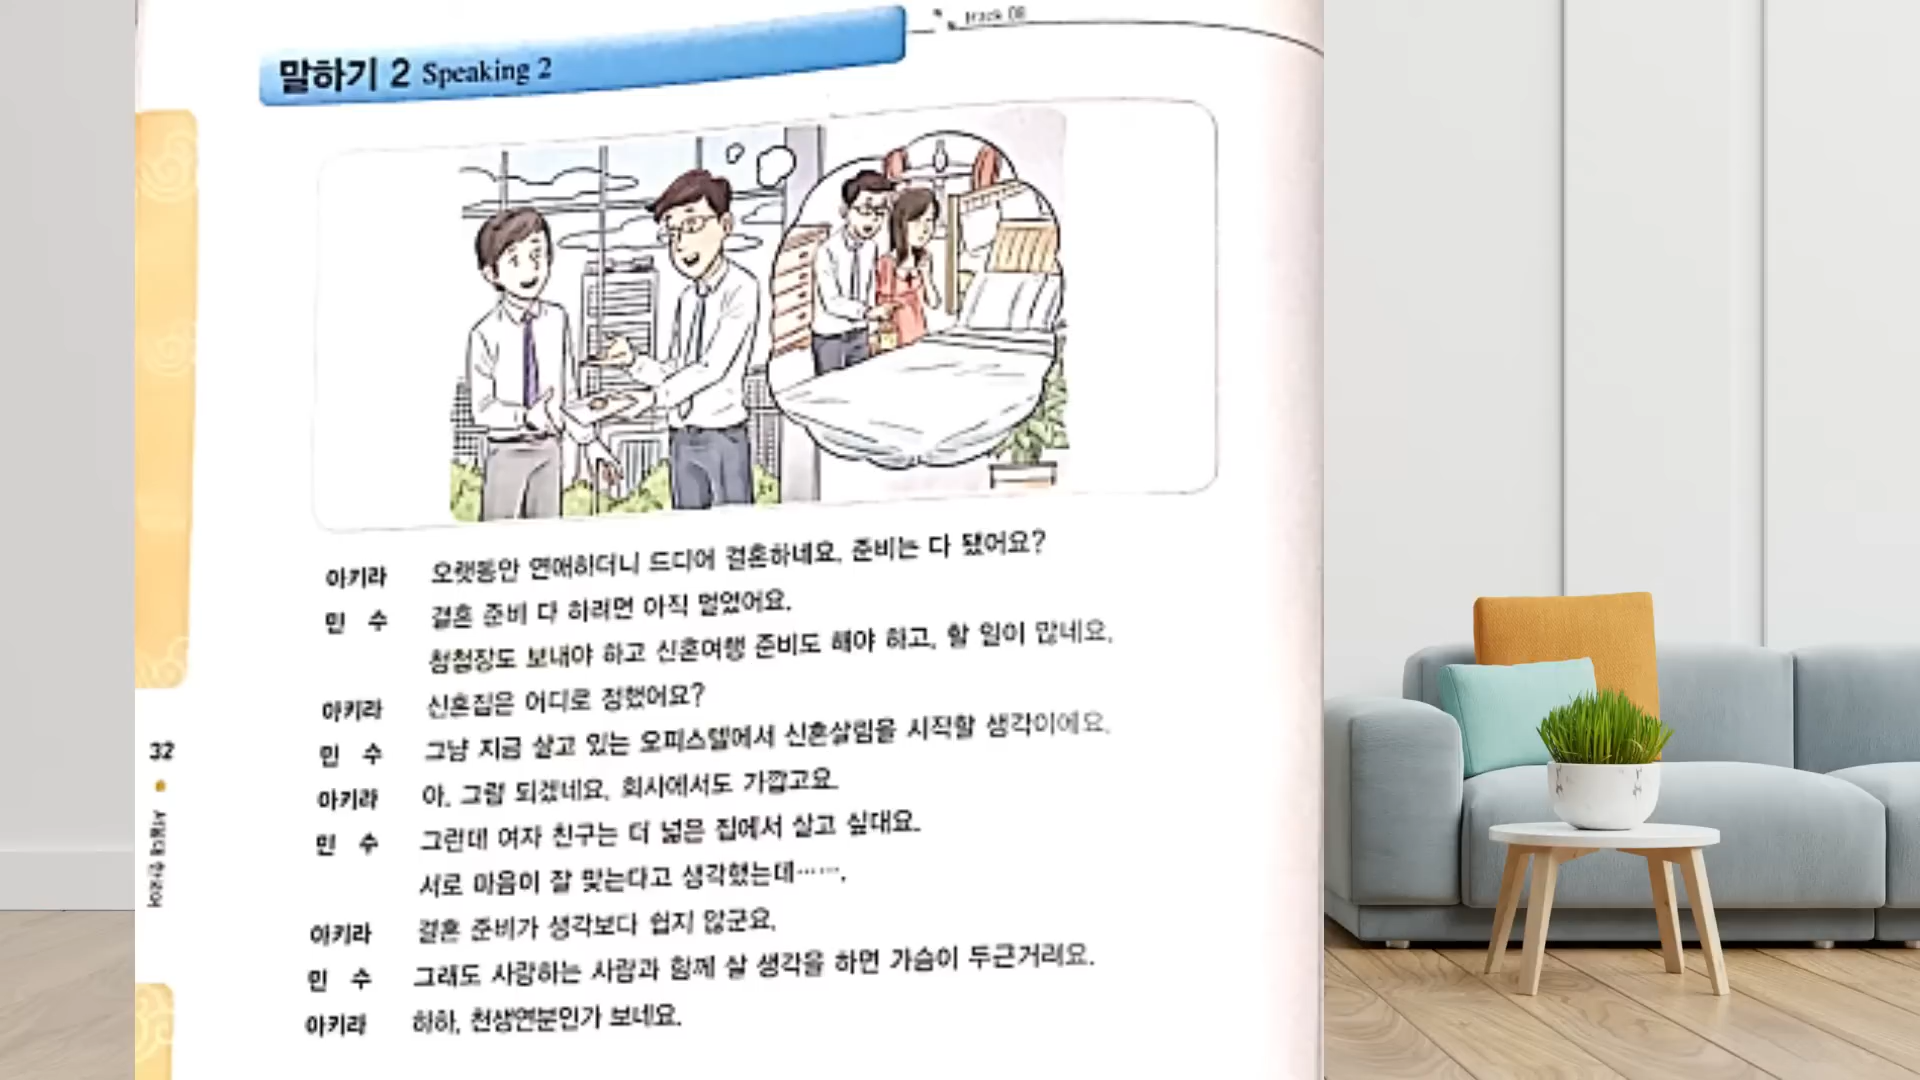 track 08
말하기 2 Speaking 2
아키라 오랫동안 연애하더니 드디어 결혼하네요. 준비는 다 됐어요?
민 수 결혼 준비 다 하려면 아직 멀었어요.
청첩장도 보내야 하고 신혼여행 준비도 해야 하고, 할 일이 많네요.
아키라 신혼집은 어디로 정했어요?
민 수 그냥 지금 살고 있는 오피스텔에서 신혼살림을 시작할 생각이에요.
아키라 아, 그럼 되겠네요. 회사에서도 가깝고요.
민 수 그런데 여자 친구는 더 넓은 집에서 살고 싶대요.
서로 마음이 잘 맞는다고 생각했는데…….
아키라 결혼 준비가 생각보다 쉽지 않군요.
민 수 그래도 사랑하는 사람과 함께 살 생각을 하면 가슴이 두근거려요.
아키라 하하, 천생연분인가 보네요.
32
서울대 한국어